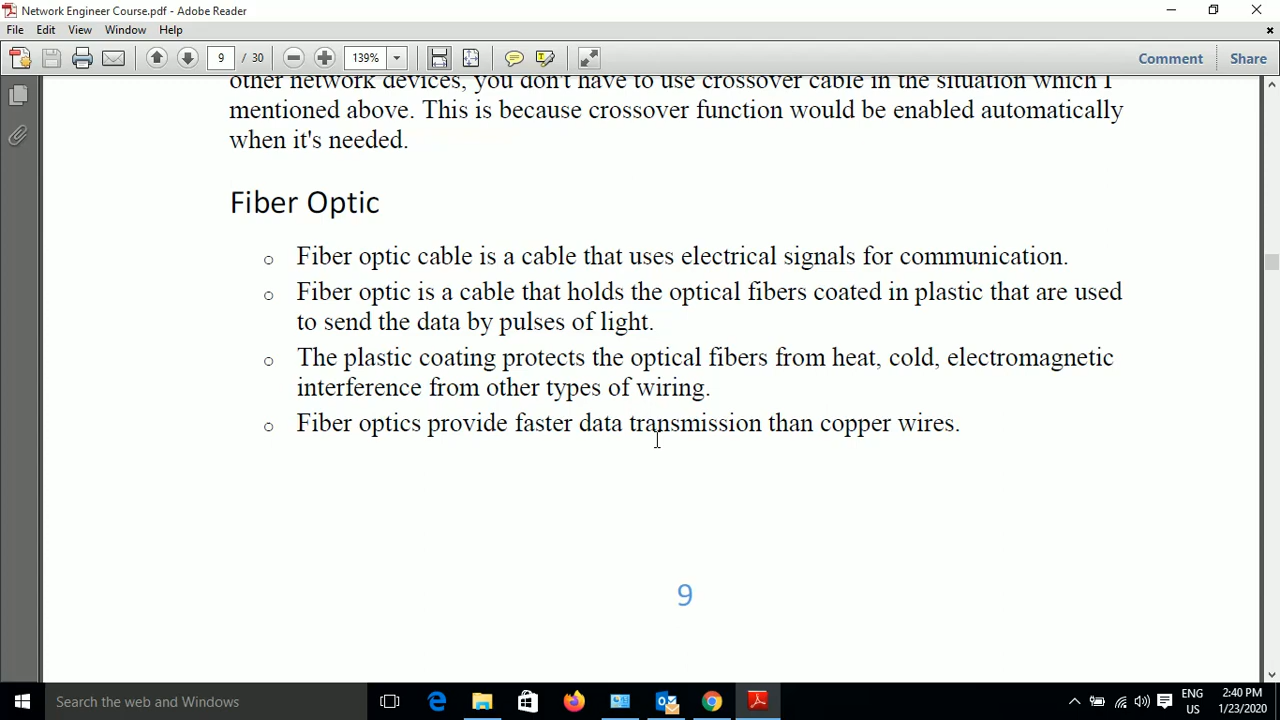 Network Engineer Course.pdf - Adobe Reader
File Edit View Window Help
9 / 30 139% Comment Share
other network devices, you don't have to use crossover cable in the situation which I
mentioned above. This is because crossover function would be enabled automatically
when it's needed.
Fiber Optic
○ Fiber optic cable is a cable that uses electrical signals for communication.
○ Fiber optic is a cable that holds the optical fibers coated in plastic that are used
to send the data by pulses of light.
○ The plastic coating protects the optical fibers from heat, cold, electromagnetic
interference from other types of wiring.
○ Fiber optics provide faster data transmission than copper wires.
9
Search the web and Windows
ENG 2:40 PM
US 1/23/2020